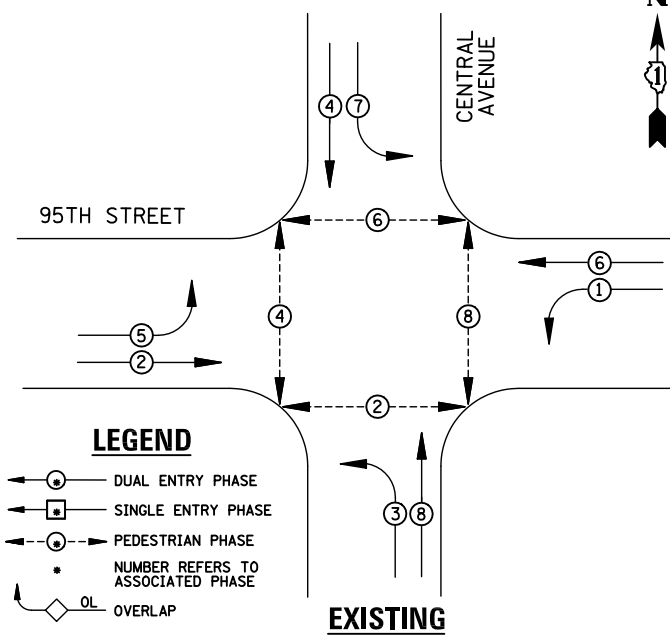 N
1
CENTRAL
AVENUE
4 7
95TH STREET
6
6
1
4
8
5
2
2
3 8
LEGEND
* DUAL ENTRY PHASE
* SINGLE ENTRY PHASE
* PEDESTRIAN PHASE
* NUMBER REFERS TO
ASSOCIATED PHASE
OL OVERLAP
EXISTING